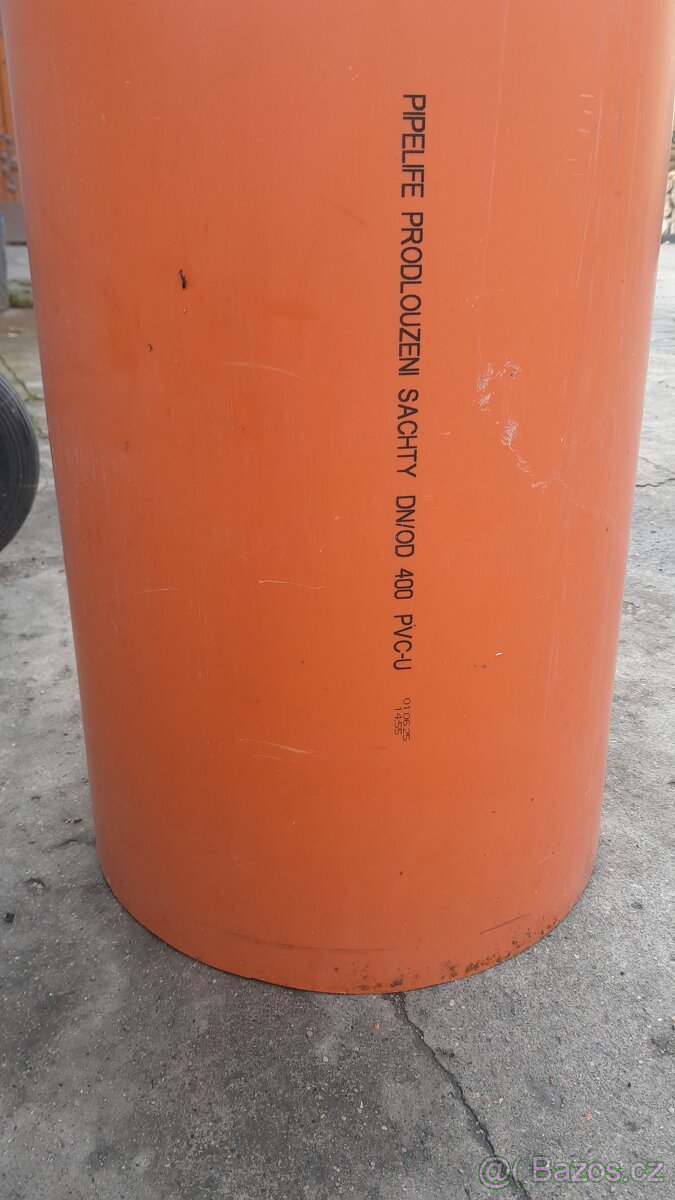 PIPELIFE PRODLOUZENI SACHTY DN/OD 400 PVC-U
01 06 25
14:55
@ Bazos.cz